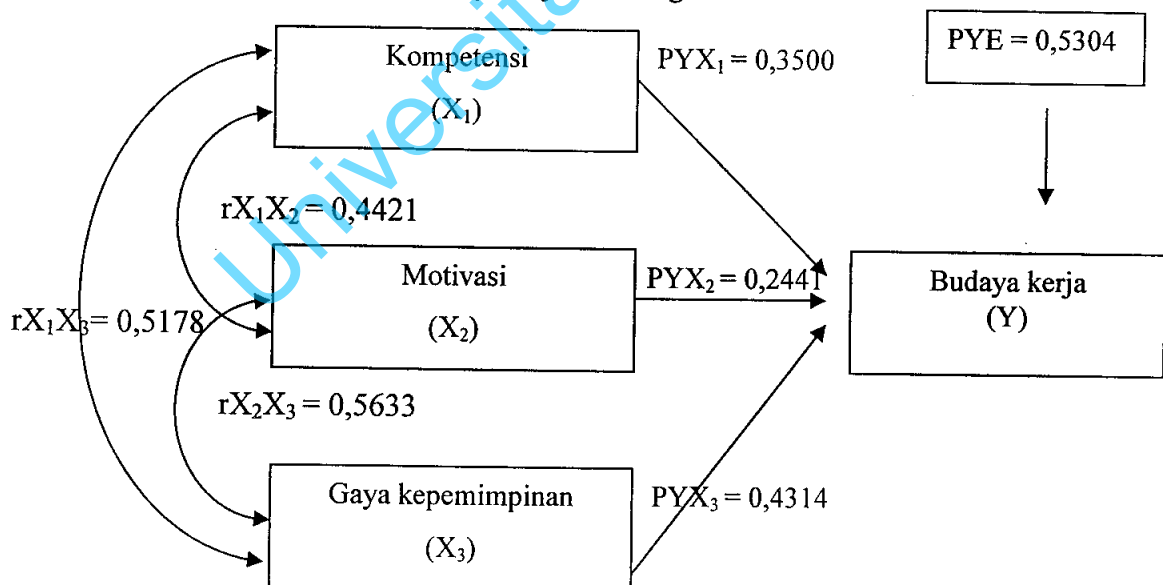 Kompetensi
(X₁)
PYX₁ = 0,3500
PYE = 0,5304
rX₁X₂ = 0,4421
Motivasi
(X₂)
PYX₂ = 0,2441
Budaya kerja
(Y)
rX₁X₃= 0,5178
rX₂X₃ = 0,5633
Gaya kepemimpinan
(X₃)
PYX₃ = 0,4314